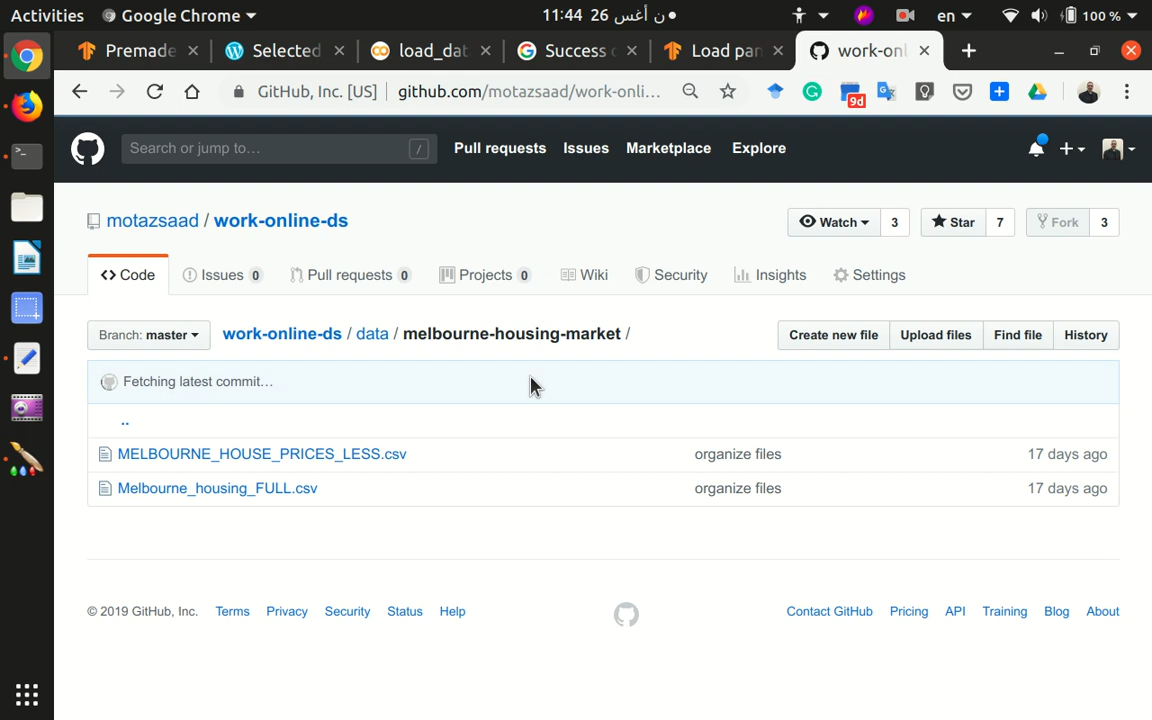 Activities Google Chrome 11:44 26 ن أغس en 100 %
Premade Selected load_dat Success Load pan work-onl
GitHub, Inc. [US] github.com/motazsaad/work-onli... 9d
Search or jump to... / Pull requests Issues Marketplace Explore
motazsaad / work-online-ds Watch 3 Star 7 Fork 3
Code Issues 0 Pull requests 0 Projects 0 Wiki Security Insights Settings
Branch: master work-online-ds / data / melbourne-housing-market / Create new file Upload files Find file History
Fetching latest commit…
..
MELBOURNE_HOUSE_PRICES_LESS.csv organize files 17 days ago
Melbourne_housing_FULL.csv organize files 17 days ago
© 2019 GitHub, Inc. Terms Privacy Security Status Help Contact GitHub Pricing API Training Blog About